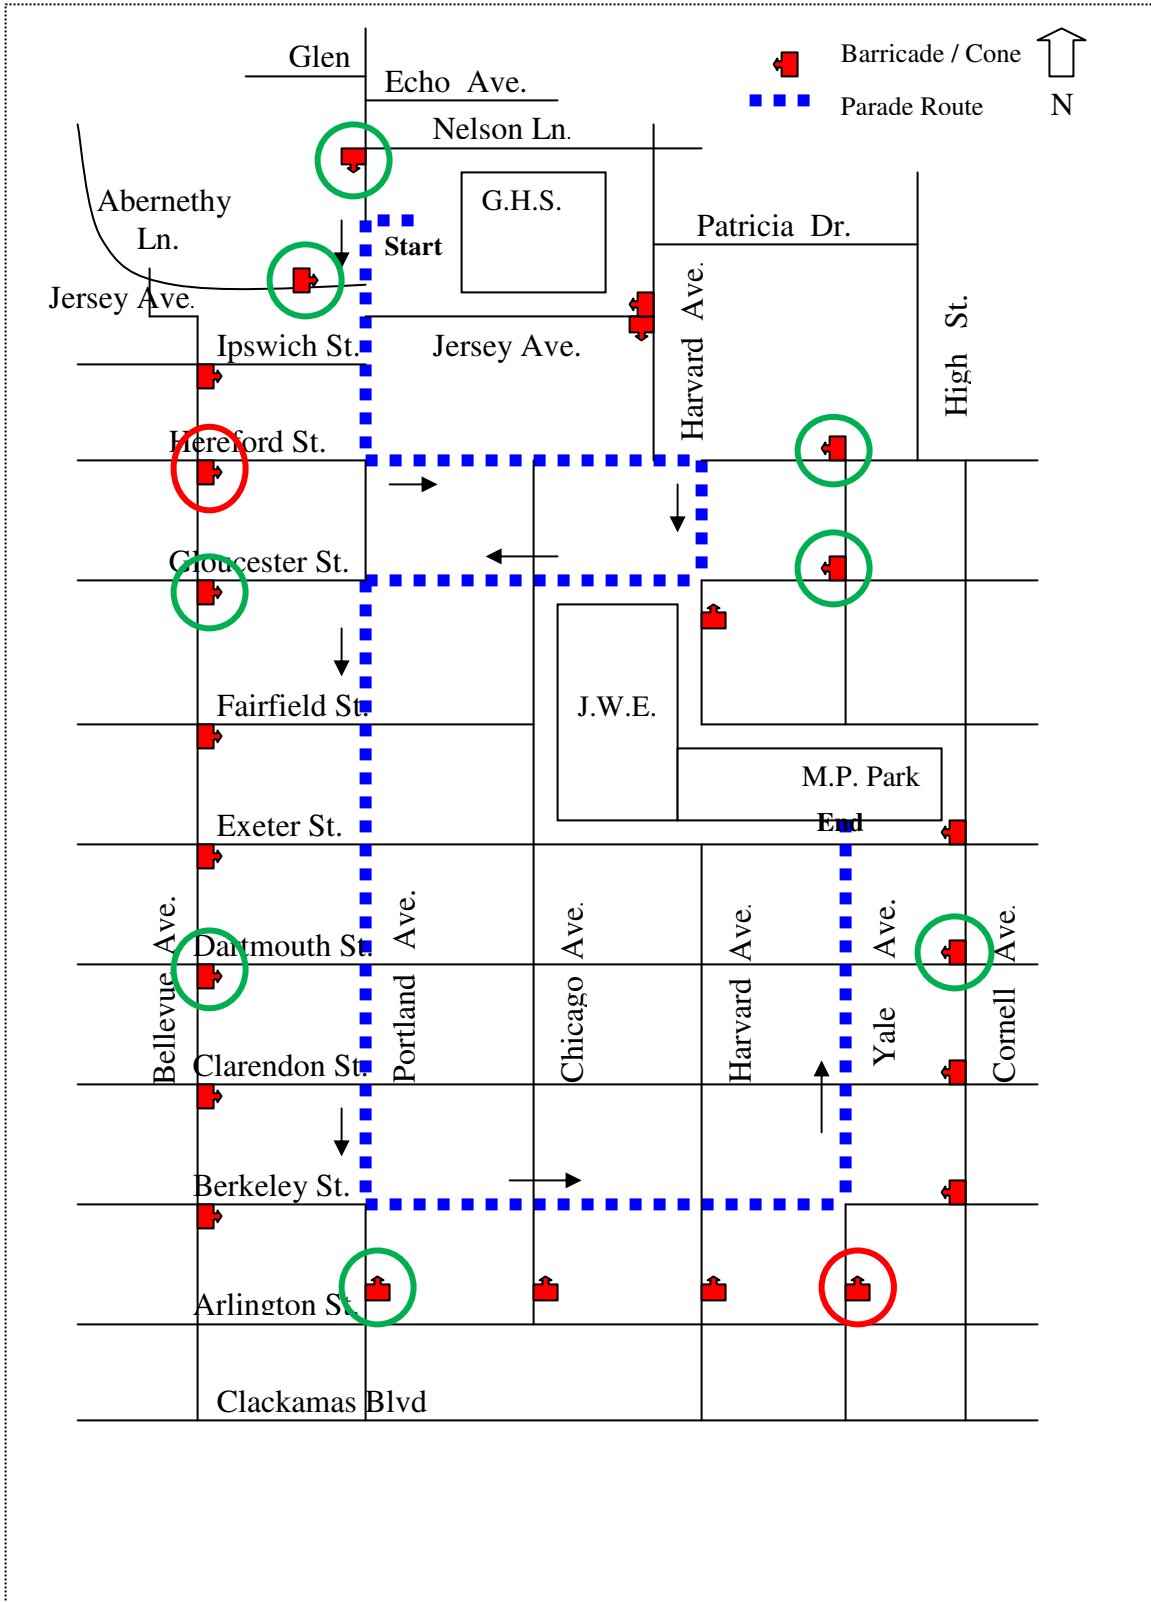 Glen
Barricade / Cone
Echo Ave.
Parade Route
N
Nelson Ln.
G.H.S.
Abernethy
Ln.
Patricia Dr.
Start
Jersey Ave.
Harvard Ave.
High St.
Ipswich St.
Jersey Ave.
Hereford St.
Gloucester St.
Fairfield St.
J.W.E.
M.P. Park
End
Exeter St.
Bellevue Ave.
Dartmouth St.
Portland Ave.
Chicago Ave.
Harvard Ave.
Yale Ave.
Cornell Ave.
Clarendon St.
Berkeley St.
Arlington St.
Clackamas Blvd